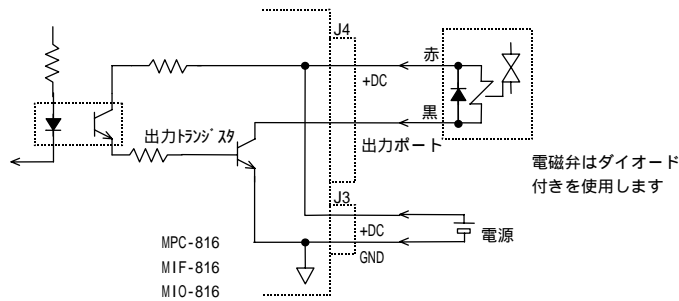 J4
赤
+DC
黒
出力ﾄﾗﾝｼﾞｽﾀ
出力ポート
電磁弁はダイオード
付きを使用します
J3
+DC
電源
GND
MPC-816
MIF-816
MIO-816